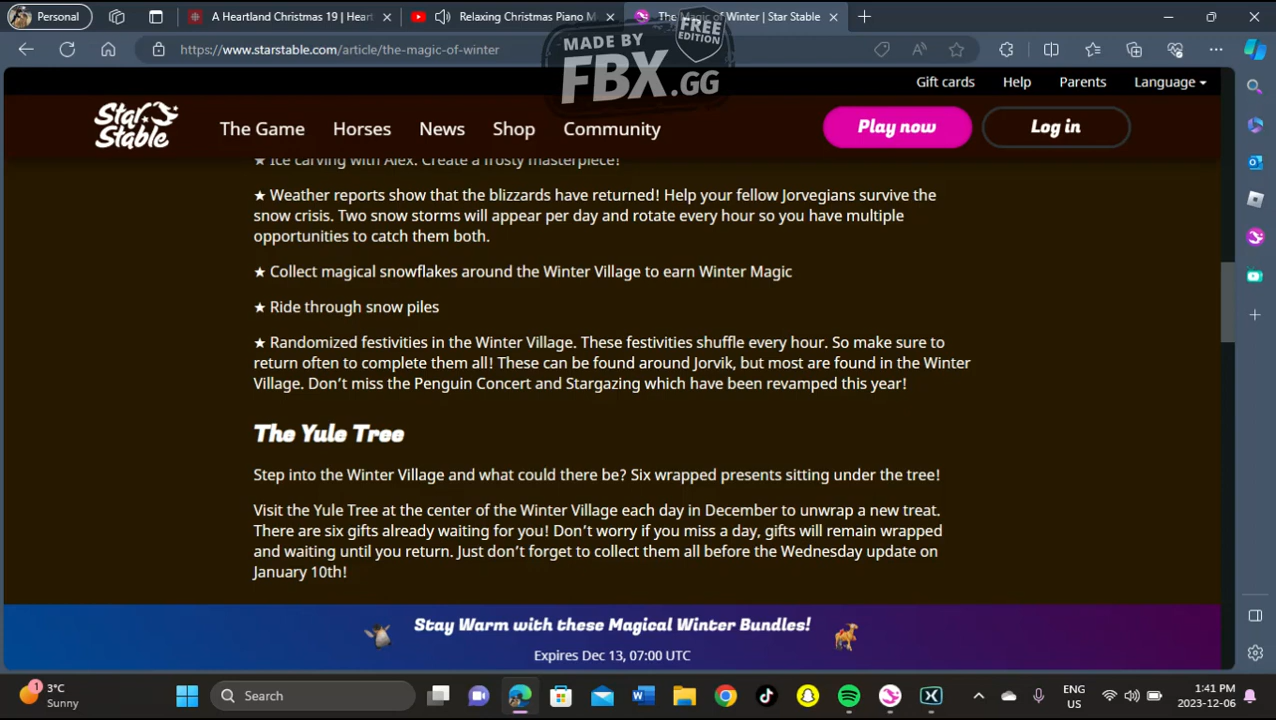 Personal
A Heartland Christmas 19 | Heart
Relaxing Christmas Piano M
The Magic of Winter | Star Stable
https://www.starstable.com/article/the-magic-of-winter
MADE BY
FBX.GG
FREE
EDITION
Gift cards Help Parents Language
Star
Stable
The Game Horses News Shop Community
Play now Log in
★ Ice carving with Alex. Create a frosty masterpiece!
★ Weather reports show that the blizzards have returned! Help your fellow Jorvegians survive the
snow crisis. Two snow storms will appear per day and rotate every hour so you have multiple
opportunities to catch them both.
★ Collect magical snowflakes around the Winter Village to earn Winter Magic
★ Ride through snow piles
★ Randomized festivities in the Winter Village. These festivities shuffle every hour. So make sure to
return often to complete them all! These can be found around Jorvik, but most are found in the Winter
Village. Don't miss the Penguin Concert and Stargazing which have been revamped this year!
The Yule Tree
Step into the Winter Village and what could there be? Six wrapped presents sitting under the tree!
Visit the Yule Tree at the center of the Winter Village each day in December to unwrap a new treat.
There are six gifts already waiting for you! Don't worry if you miss a day, gifts will remain wrapped
and waiting until you return. Just don't forget to collect them all before the Wednesday update on
January 10th!
Stay Warm with these Magical Winter Bundles!
Expires Dec 13, 07:00 UTC
1
3°C
Sunny
Search
ENG
US
1:41 PM
2023-12-06